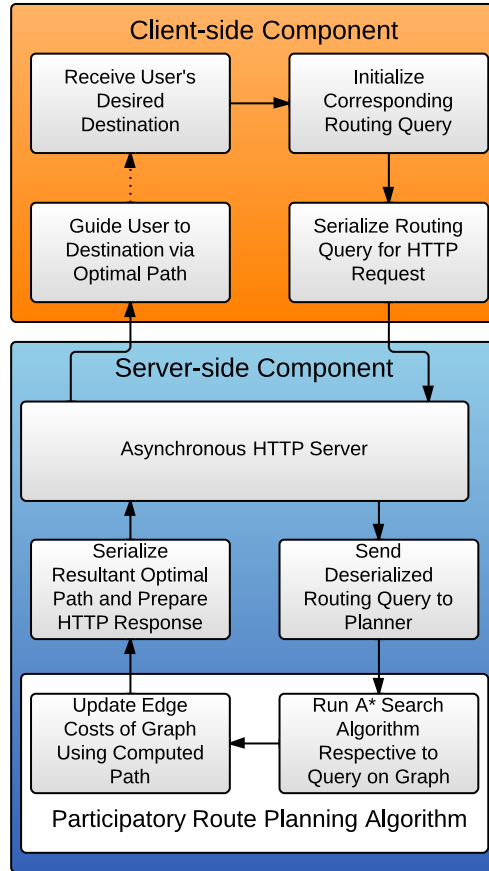 Client-side Component
Receive User's
Desired
Destination
Initialize
Corresponding
Routing Query
Guide User to
Destination via
Optimal Path
Serialize Routing
Query for HTTP
Request
Server-side Component
Asynchronous HTTP Server
Serialize
Resultant Optimal
Path and Prepare
HTTP Response
Send
Deserialized
Routing Query to
Planner
Update Edge
Costs of Graph
Using Computed
Path
Run A* Search
Algorithm
Respective to
Query on Graph
Participatory Route Planning Algorithm